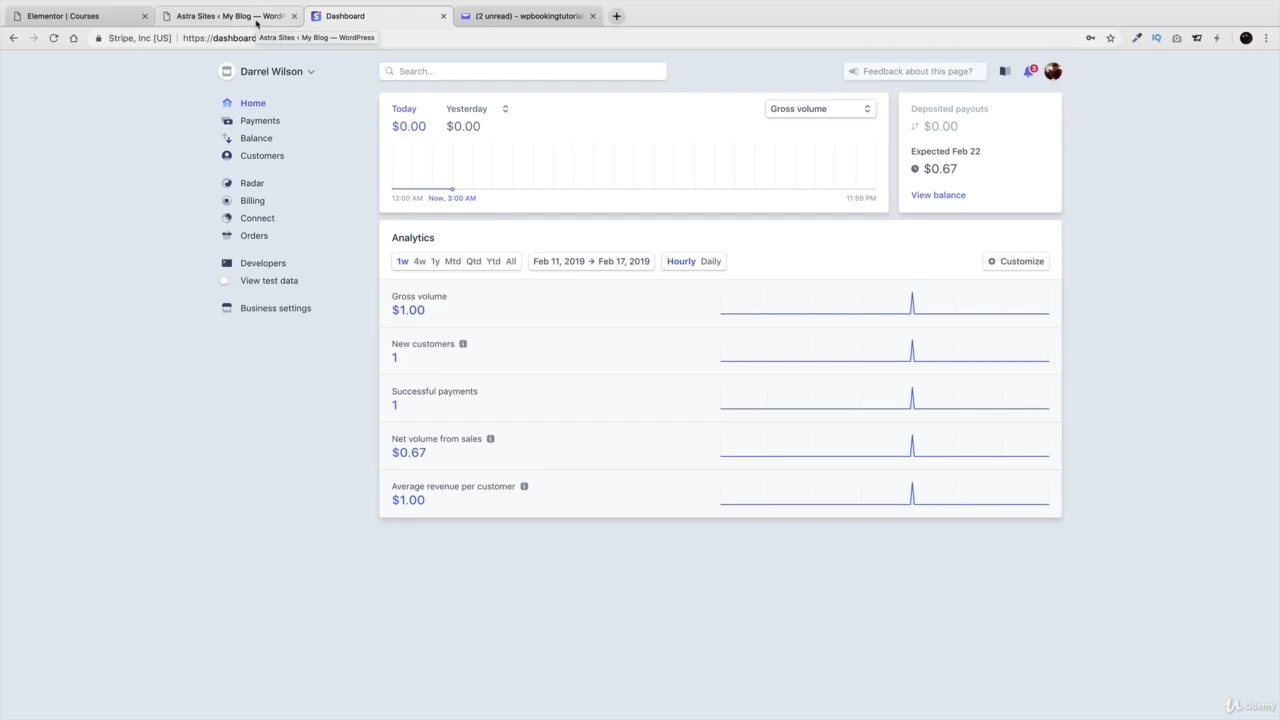 Elementor | Courses
Astra Sites ‹ My Blog — WordP
Dashboard
(2 unread) - wpbookingtutorial
Stripe, Inc [US] | https://dashboard
Astra Sites ‹ My Blog — WordPress
Darrel Wilson
Search...
Feedback about this page?
3
Home
Payments
Balance
Customers
Radar
Billing
Connect
Orders
Developers
View test data
Business settings
Today
Yesterday
Gross volume
$0.00
$0.00
12:00 AM
Now, 3:00 AM
11:59 PM
Deposited payouts
$0.00
Expected Feb 22
$0.67
View balance
Analytics
1w 4w 1y Mtd Qtd Ytd All
Feb 11, 2019 → Feb 17, 2019
Hourly Daily
Customize
Gross volume
$1.00
New customers
1
Successful payments
1
Net volume from sales
$0.67
Average revenue per customer
$1.00
Udemy